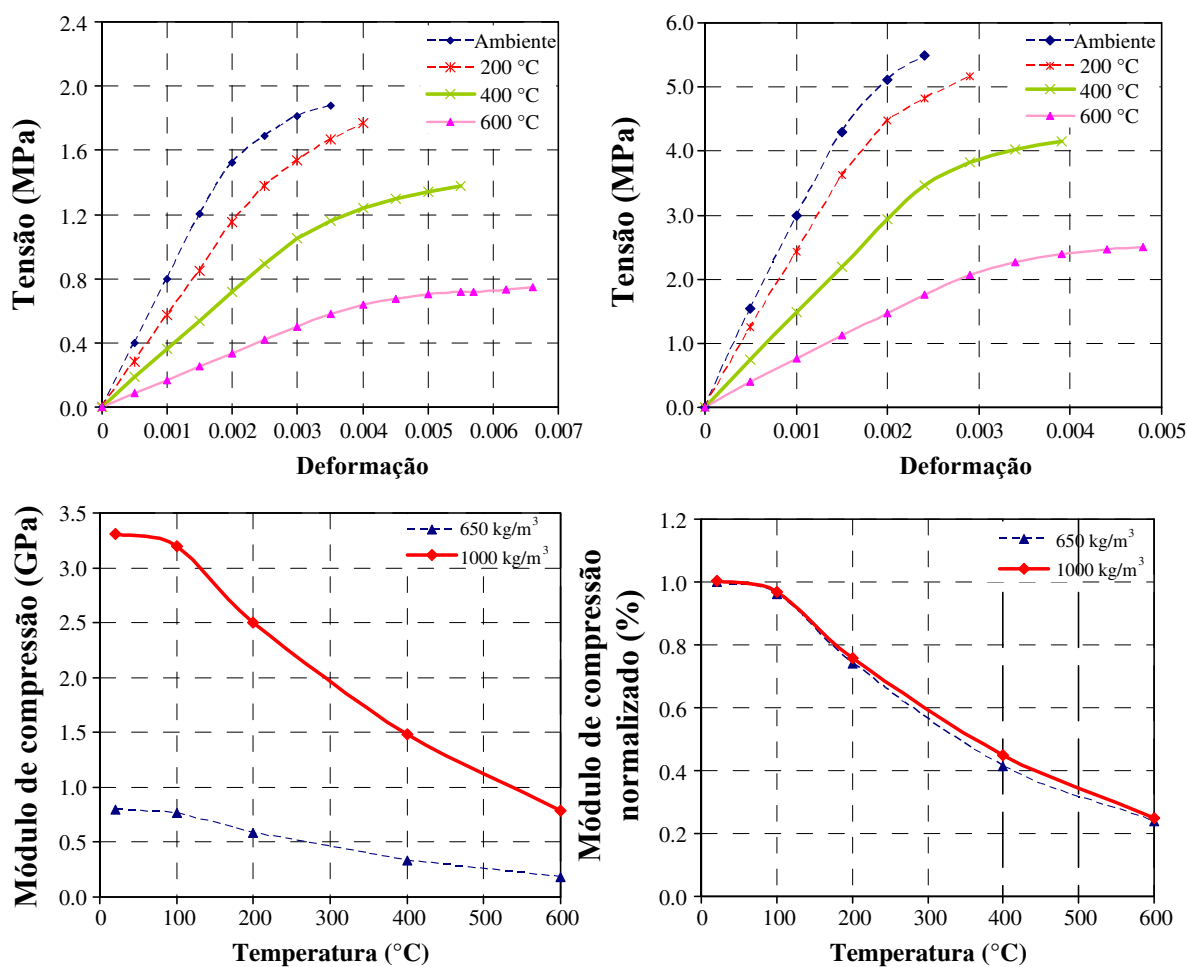 2.4
2.0
1.6
1.2
0.8
0.4
0.0
Tensão (MPa)
Ambiente
200 °C
400 °C
600 °C
0 0.001 0.002 0.003 0.004 0.005 0.006 0.007
Deformação
6.0
5.0
4.0
3.0
2.0
1.0
0.0
Tensão (MPa)
Ambiente
200 °C
400 °C
600 °C
0 0.001 0.002 0.003 0.004 0.005
Deformação
3.5
3.0
2.5
2.0
1.5
1.0
0.5
0.0
Módulo de compressão (GPa)
650 kg/m³
1000 kg/m³
0 100 200 300 400 500 600
Temperatura (°C)
1.2
1.0
0.8
0.6
0.4
0.2
0.0
Módulo de compressão
normalizado (%)
650 kg/m³
1000 kg/m³
0 100 200 300 400 500 600
Temperatura (°C)